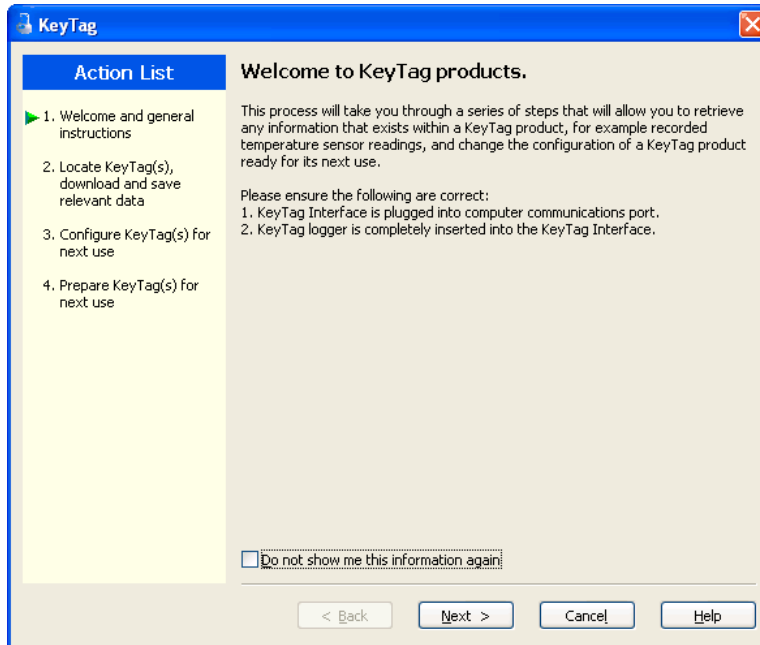 KeyTag
Action List
1. Welcome and general
instructions
2. Locate KeyTag(s),
download and save
relevant data
3. Configure KeyTag(s) for
next use
4. Prepare KeyTag(s) for
next use
Welcome to KeyTag products.
This process will take you through a series of steps that will allow you to retrieve
any information that exists within a KeyTag product, for example recorded
temperature sensor readings, and change the configuration of a KeyTag product
ready for its next use.
Please ensure the following are correct:
1. KeyTag Interface is plugged into computer communications port.
2. KeyTag logger is completely inserted into the KeyTag Interface.
Do not show me this information again
< Back
Next >
Cancel
Help